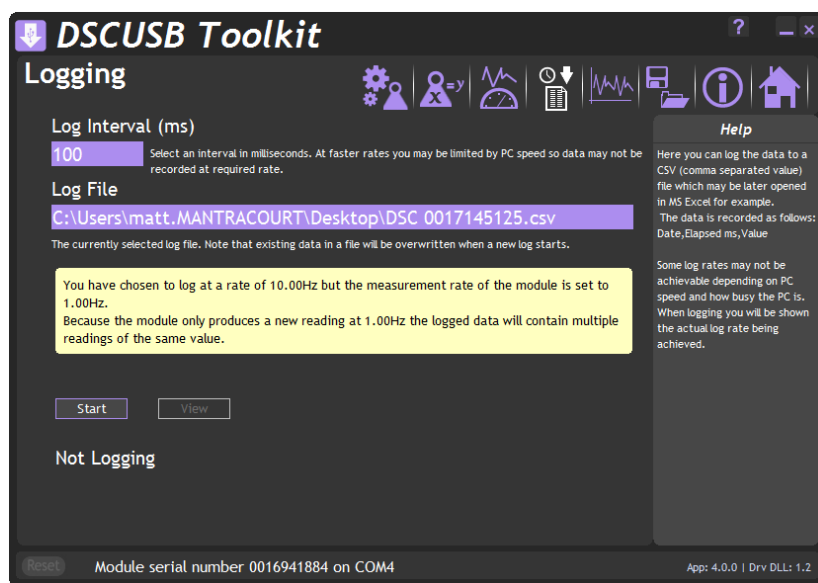 DSCUSB Toolkit
?
Logging
X=y
Log Interval (ms)
100
Select an interval in milliseconds. At faster rates you may be limited by PC speed so data may not be
recorded at required rate.
Log File
C:\Users\matt.MANTRACOURT\Desktop\DSC 0017145125.csv
The currently selected log file. Note that existing data in a file will be overwritten when a new log starts.
You have chosen to log at a rate of 10.00Hz but the measurement rate of the module is set to
1.00Hz.
Because the module only produces a new reading at 1.00Hz the logged data will contain multiple
readings of the same value.
Start
View
Not Logging
Help
Here you can log the data to a
CSV (comma separated value)
file which may be later opened
in MS Excel for example.
The data is recorded as follows:
Date,Elapsed ms,Value
Some log rates may not be
achievable depending on PC
speed and how busy the PC is.
When logging you will be shown
the actual log rate being
achieved.
Reset
Module serial number 0016941884 on COM4
App: 4.0.0 | Drv DLL: 1.2